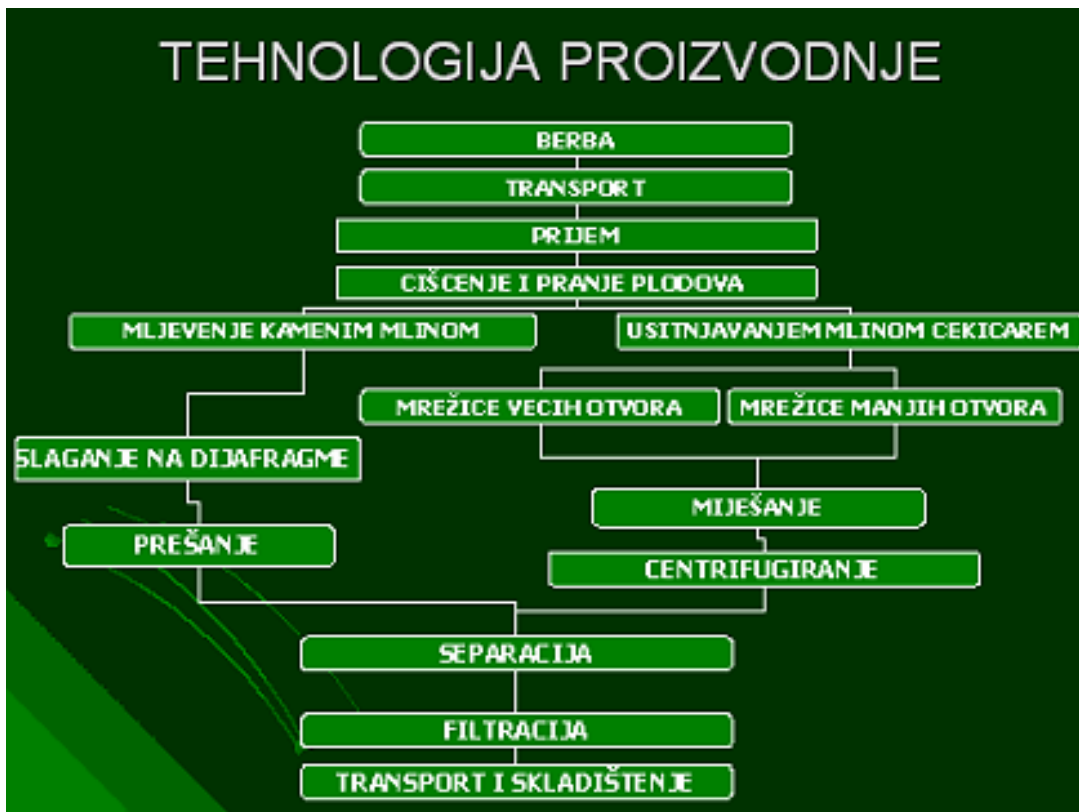 TEHNOLOGIJA PROIZVODNJE
BERBA
TRANSPORT
PRIJEM
CIŠCENJE I PRANJE PLODOVA
MLJEVENJE KAMENIM MLINOM
USITNJAVANJEM MLINOM CEKICAREM
MREŽICE VECIH OTVORA
MREŽICE MANJIH OTVORA
SLAGANJE NA DIJAFRAGME
MIJEŠANJE
PREŠANJE
CENTRIFUGIRANJE
SEPARACIJA
FILTRACIJA
TRANSPORT I SKLADIŠTENJE